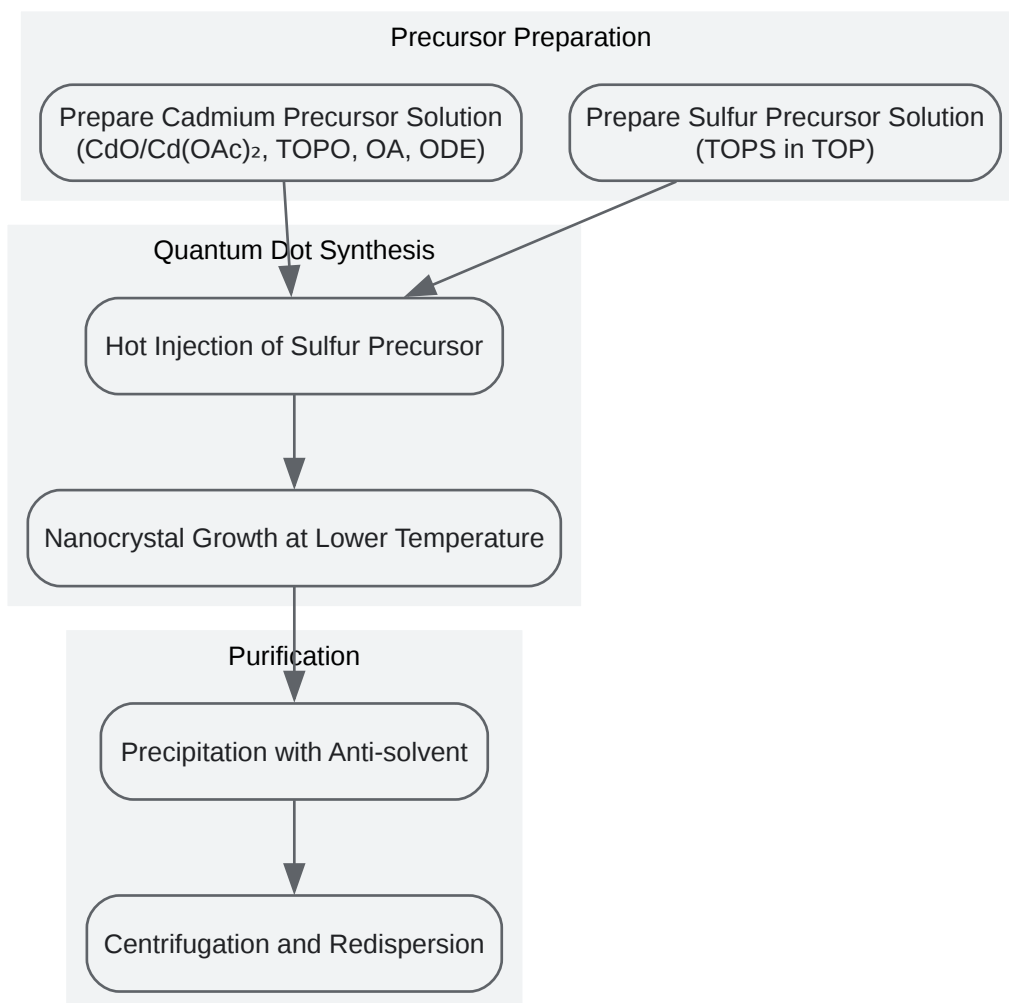 Precursor Preparation
Prepare Cadmium Precursor Solution
(CdO/Cd(OAc)₂, TOPO, OA, ODE)
Prepare Sulfur Precursor Solution
(TOPS in TOP)
Quantum Dot Synthesis
Hot Injection of Sulfur Precursor
Nanocrystal Growth at Lower Temperature
Purification
Precipitation with Anti-solvent
Centrifugation and Redispersion